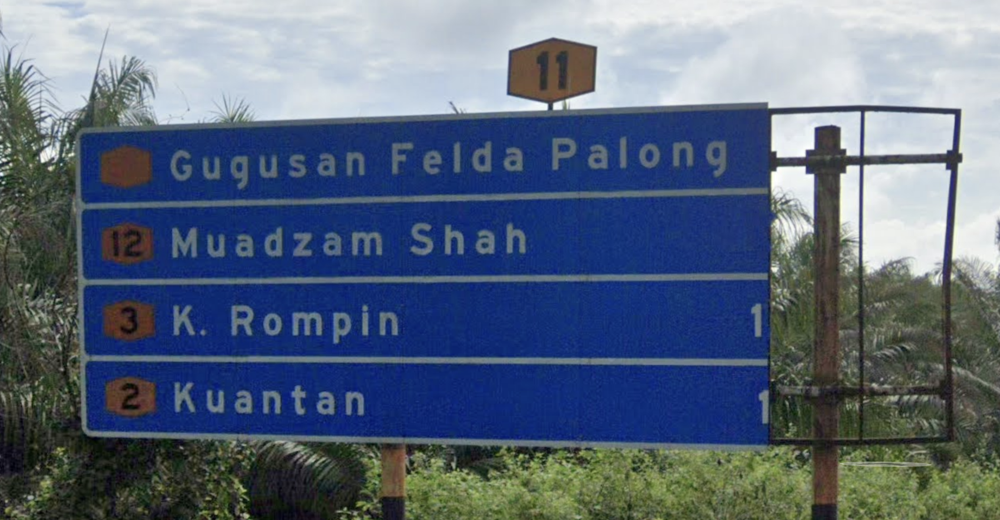 11
Gugusan Felda Palong
12 Muadzam Shah
3 K. Rompin 1
2 Kuantan 1